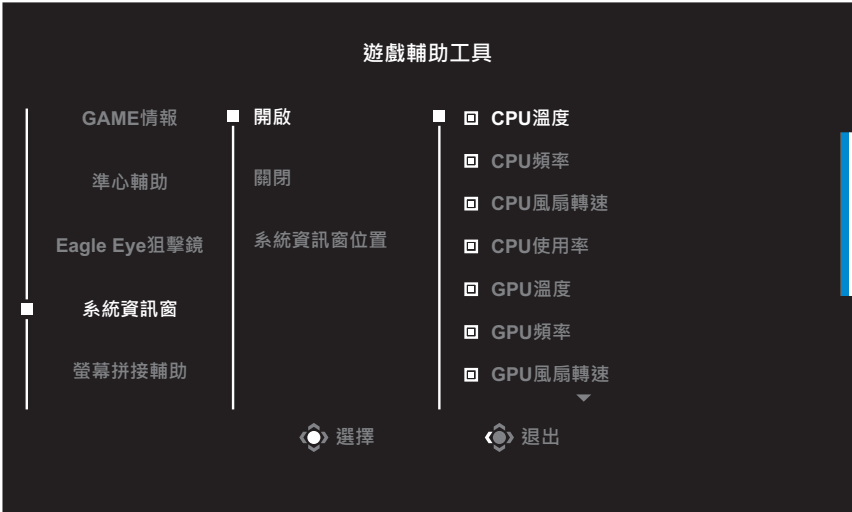 遊戲輔助工具
GAME情報
準心輔助
Eagle Eye狙擊鏡
系統資訊窗
螢幕拼接輔助
開啟
關閉
系統資訊窗位置
CPU溫度
CPU頻率
CPU風扇轉速
CPU使用率
GPU溫度
GPU頻率
GPU風扇轉速
選擇
退出